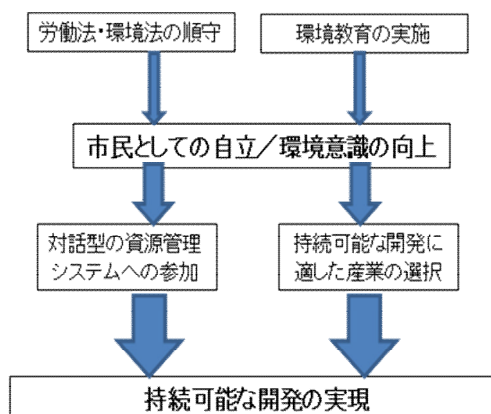 労働法・環境法の順守
環境教育の実施
市民としての自立／環境意識の向上
対話型の資源管理
システムへの参加
持続可能な開発に
適した産業の選択
持続可能な開発の実現